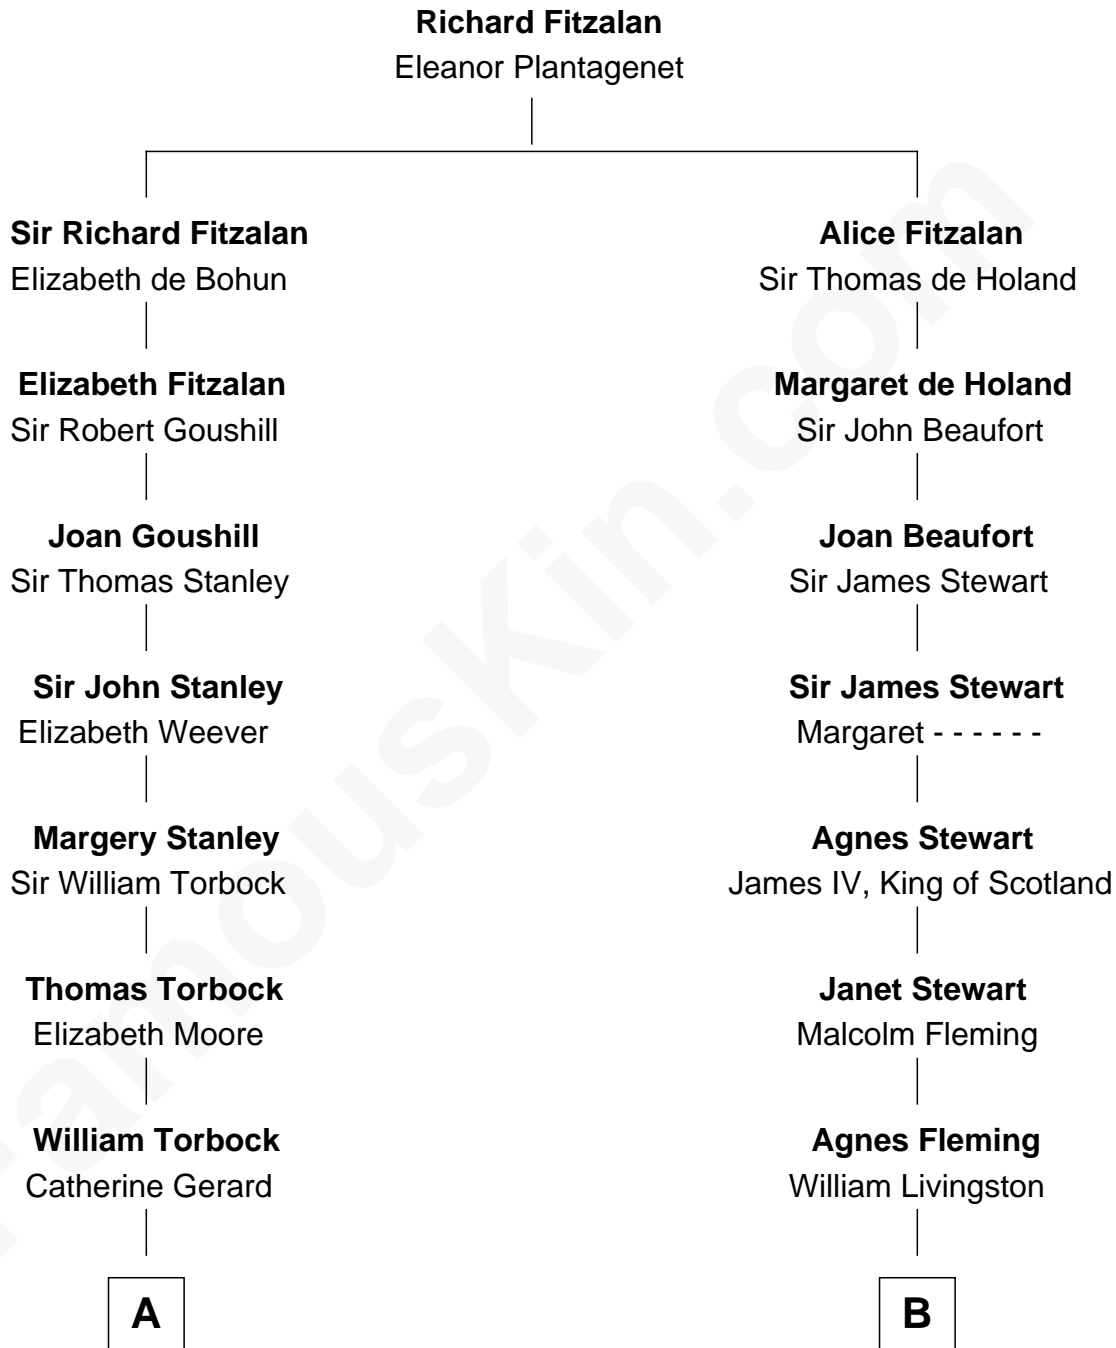 Richard Fitzalan
Eleanor Plantagenet
Sir Richard Fitzalan
Elizabeth de Bohun
Elizabeth Fitzalan
Sir Robert Goushill
Joan Goushill
Sir Thomas Stanley
Sir John Stanley
Elizabeth Weever
Margery Stanley
Sir William Torbock
Thomas Torbock
Elizabeth Moore
William Torbock
Catherine Gerard
A
Alice Fitzalan
Sir Thomas de Holand
Margaret de Holand
Sir John Beaufort
Joan Beaufort
Sir James Stewart
Sir James Stewart
Margaret - - - - - -
Agnes Stewart
James IV, King of Scotland
Janet Stewart
Malcolm Fleming
Agnes Fleming
William Livingston
B
FamousKin.com